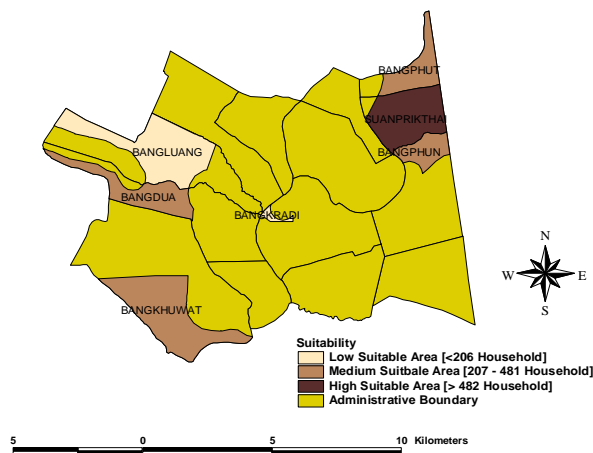 BANGPHUT
SUANPRIKTHAI
BANGPHUN
BANGLUANG
BANGDUA
BANGKRADI
BANGKHUWAT
N
W
E
S
Suitability
Low Suitable Area [<206 Household]
Medium Suitbale Area [207 - 481 Household]
High Suitable Area [> 482 Household]
Administrative Boundary
5 0 5 10 Kilometers